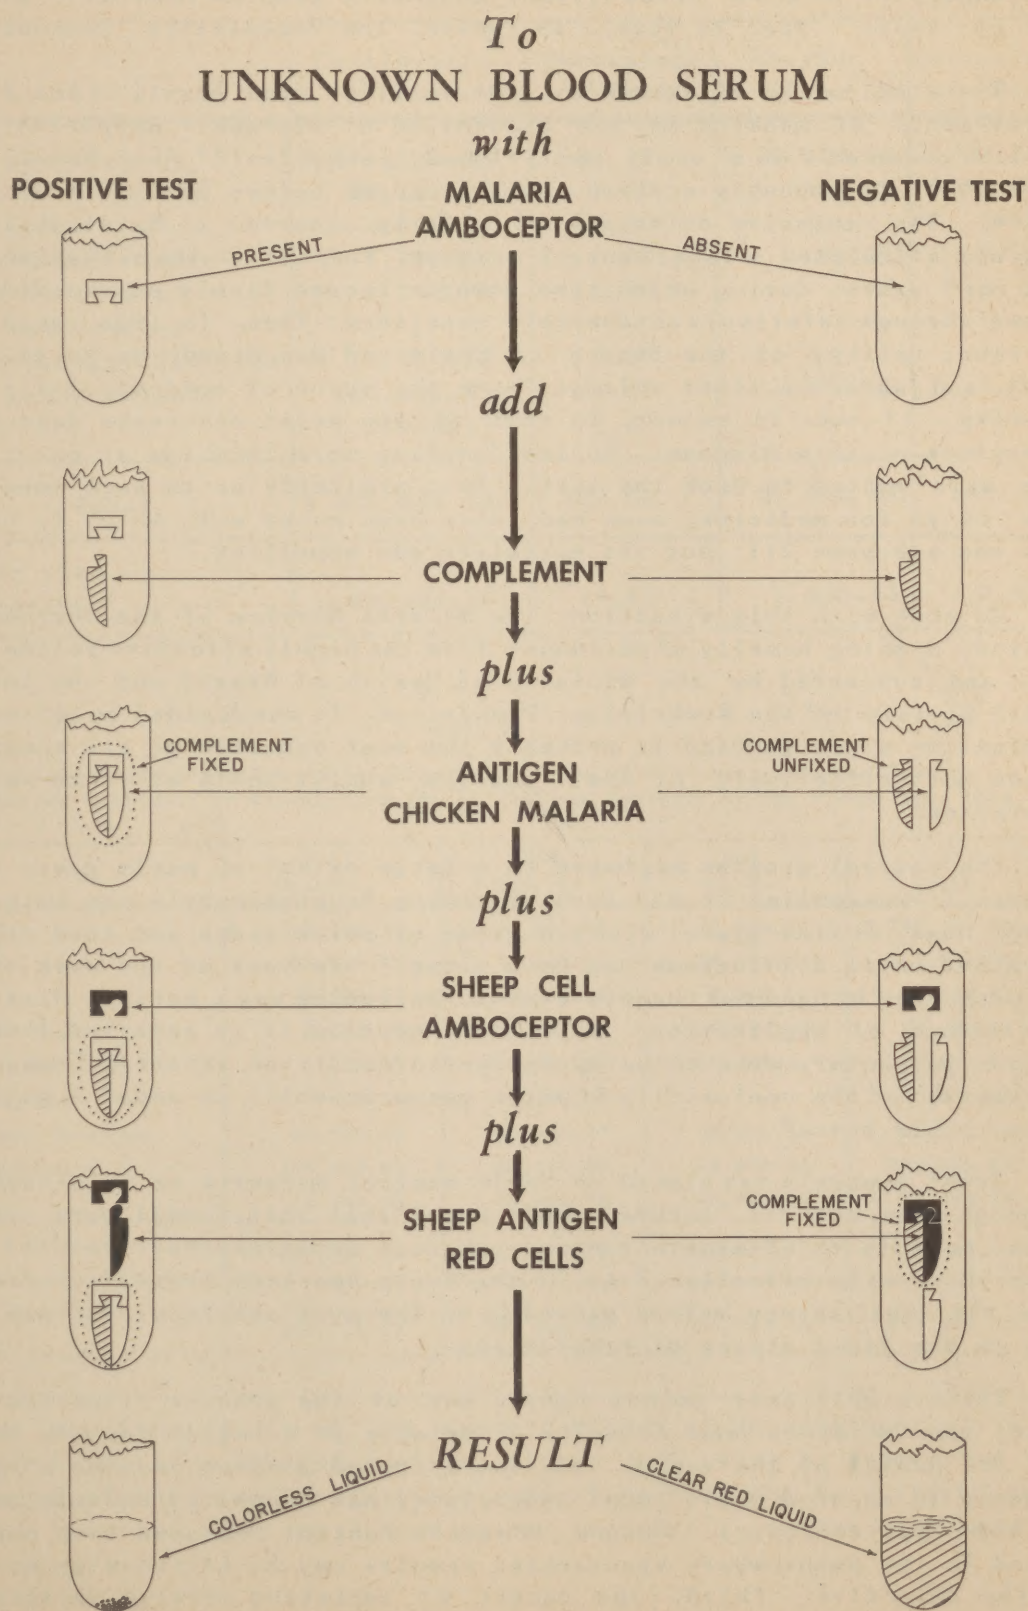 To
UNKNOWN BLOOD SERUM
with
POSITIVE TEST
MALARIA
AMBOCEPTOR
NEGATIVE TEST
PRESENT
ABSENT
add
COMPLEMENT
plus
COMPLEMENT
FIXED
ANTIGEN
CHICKEN MALARIA
COMPLEMENT
UNFIXED
plus
SHEEP CELL
AMBOCEPTOR
plus
SHEEP ANTIGEN
RED CELLS
COMPLEMENT
FIXED
RESULT
COLORLESS LIQUID
CLEAR RED LIQUID